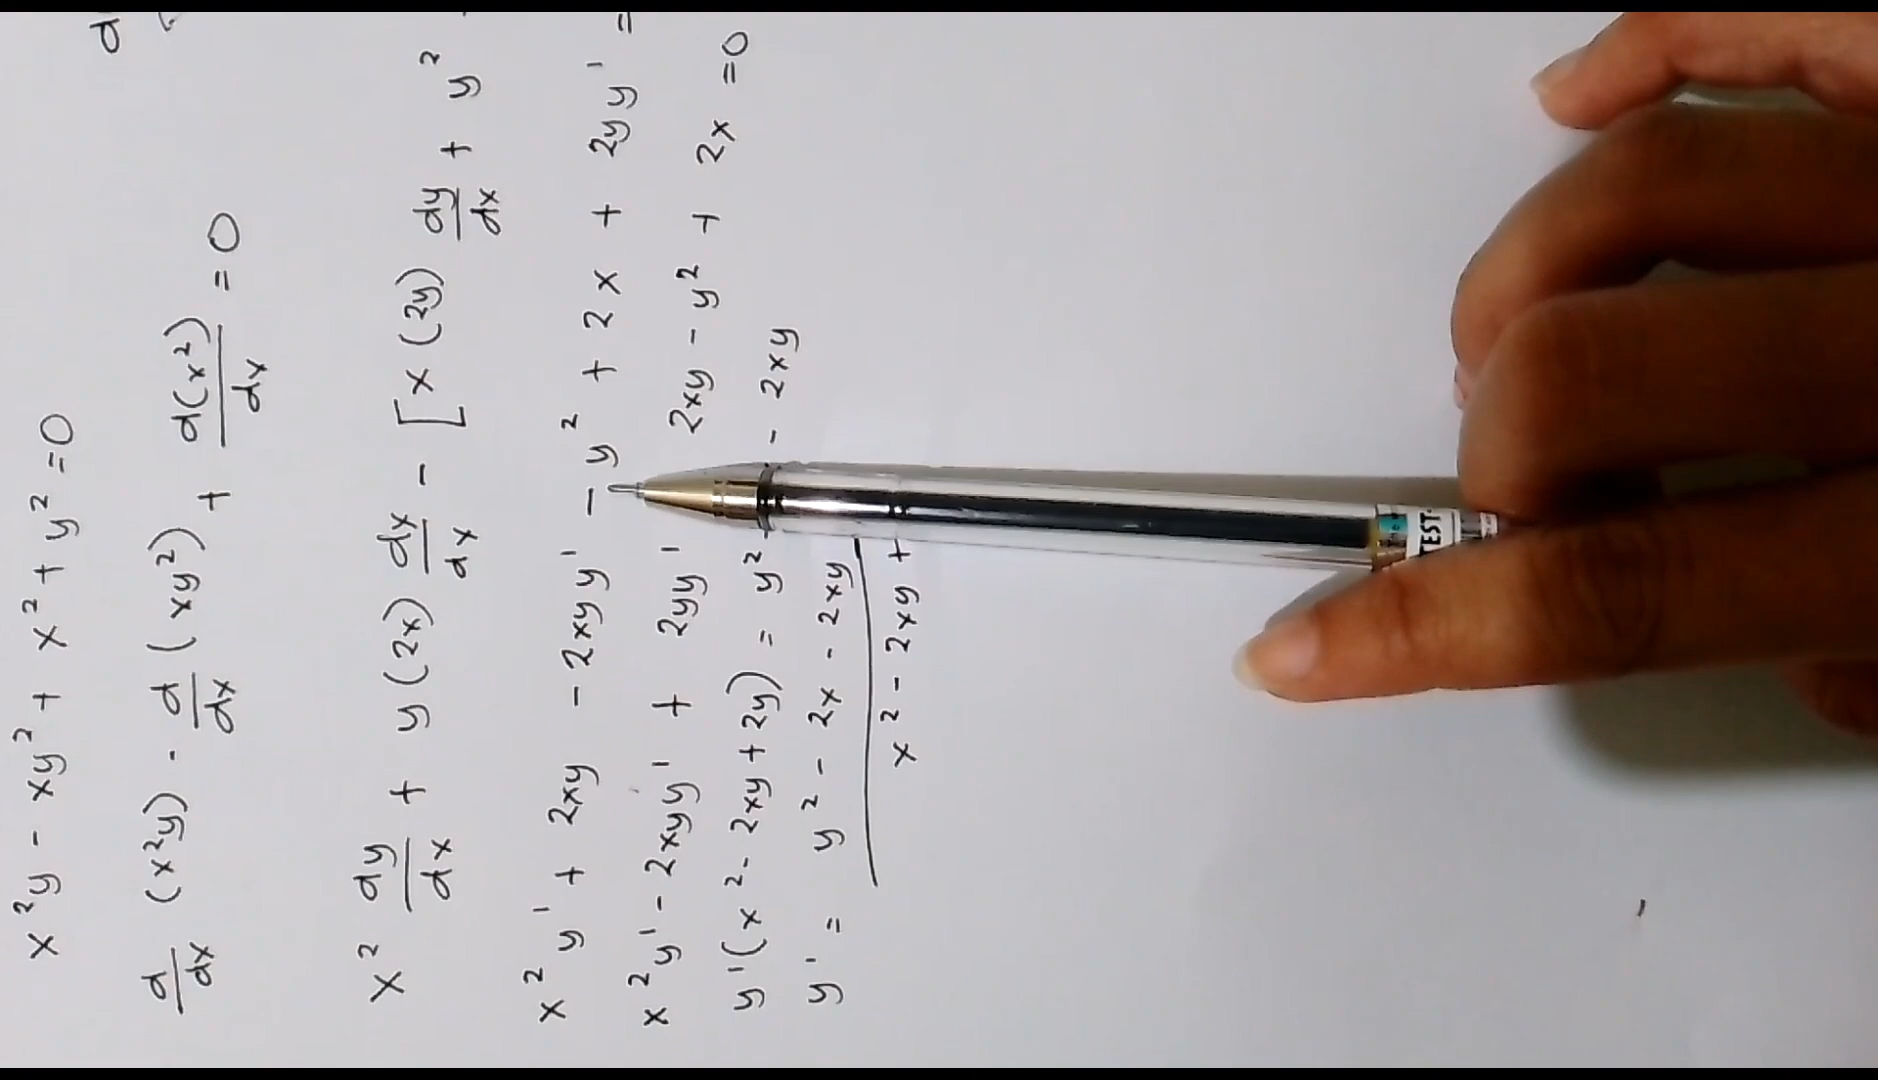 x²y - xy² + x² + y² = 0
d/dx (x²y) - d/dx (xy²) + d(x²)/dx = 0
x² dy/dx + y(2x) dx/dx - [x(2y) dy/dx + y²
x²y' + 2xy - 2xyy' - y² + 2x + 2yy' =
x²y' - 2xyy' + 2yy' 2xy - y² + 2x = 0
y'(x² - 2xy + 2y) = y² - 2xy
y' = y² - 2x - 2xy
x² - 2xy +
TEST